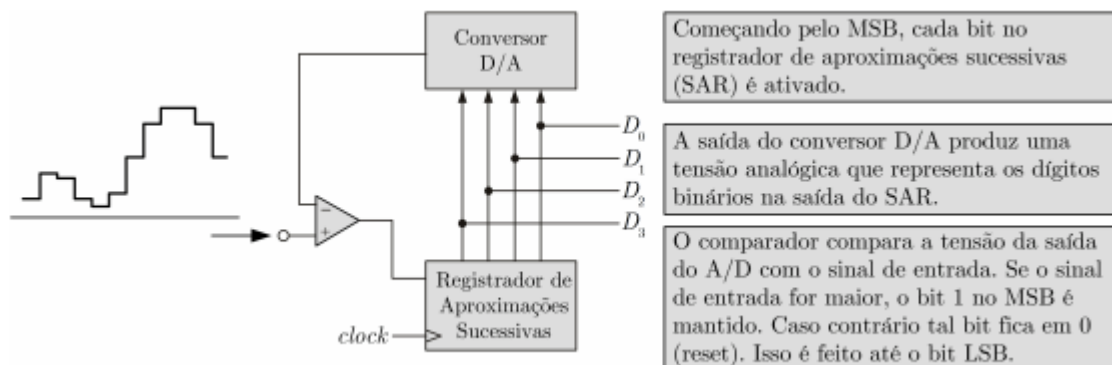 Conversor
D/A
D0
D1
D2
D3
Registrador de
Aproximações
Sucessivas
clock
−
+
Começando pelo MSB, cada bit no
registrador de aproximações sucessivas
(SAR) é ativado.
A saída do conversor D/A produz uma
tensão analógica que representa os dígitos
binários na saída do SAR.
O comparador compara a tensão da saída
do A/D com o sinal de entrada. Se o sinal
de entrada for maior, o bit 1 no MSB é
mantido. Caso contrário tal bit fica em 0
(reset). Isso é feito até o bit LSB.